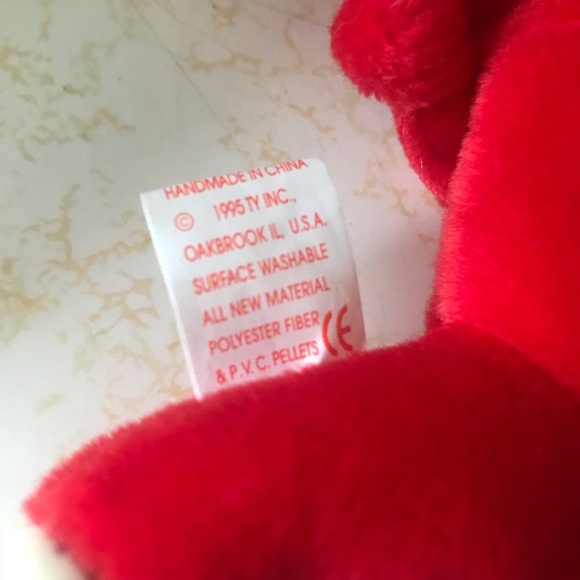 HANDMADE IN CHINA
© 1995 TY INC.,
OAKBROOK IL, U.S.A.
SURFACE WASHABLE
ALL NEW MATERIAL
POLYESTER FIBER
& P.V.C. PELLETS CE